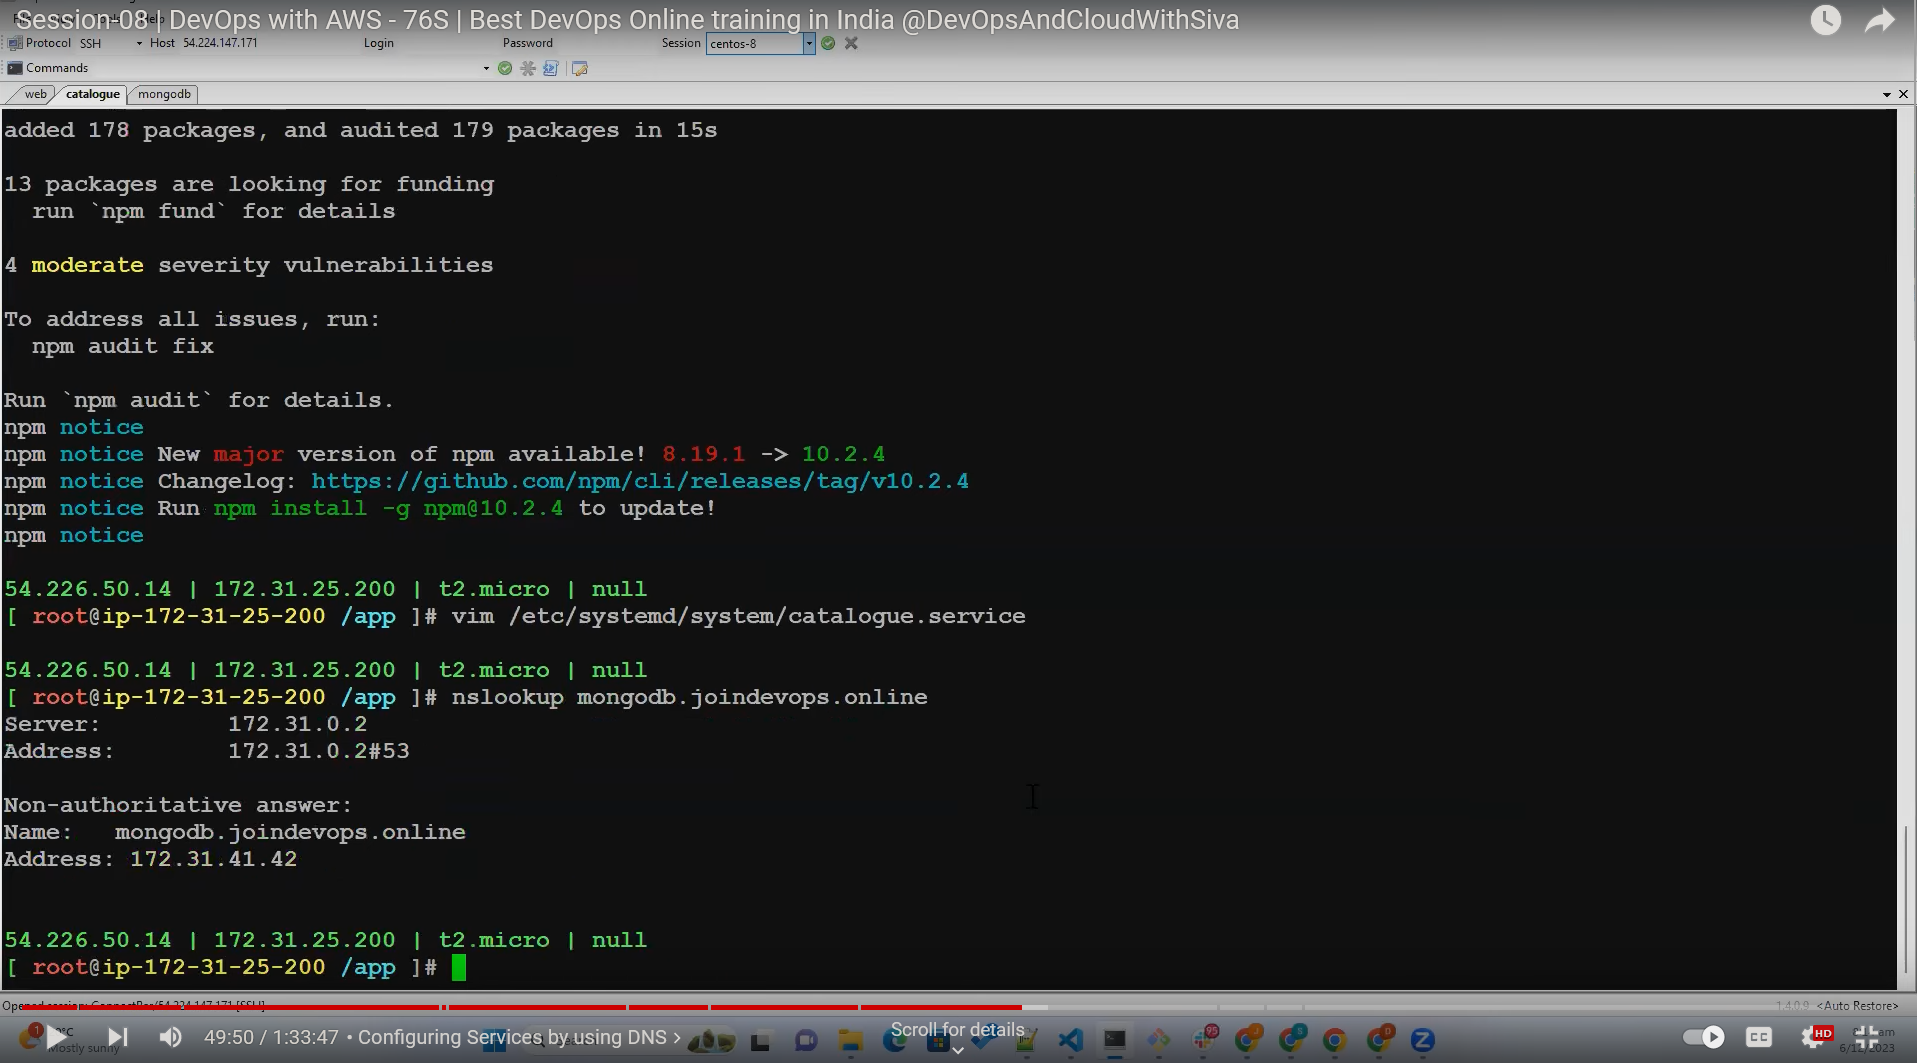 Session-08 | DevOps with AWS - 76S | Best DevOps Online training in India @DevOpsAndCloudWithSiva
Protocol SSH Host 54.224.147.171 Login Password Session centos-8
Commands
web catalogue mongodb
added 178 packages, and audited 179 packages in 15s
13 packages are looking for funding
run `npm fund` for details
4 moderate severity vulnerabilities
To address all issues, run:
npm audit fix
Run `npm audit` for details.
npm notice
npm notice New major version of npm available! 8.19.1 -> 10.2.4
npm notice Changelog: https://github.com/npm/cli/releases/tag/v10.2.4
npm notice Run npm install -g npm@10.2.4 to update!
npm notice
54.226.50.14 | 172.31.25.200 | t2.micro | null
[ root@ip-172-31-25-200 /app ]# vim /etc/systemd/system/catalogue.service
54.226.50.14 | 172.31.25.200 | t2.micro | null
[ root@ip-172-31-25-200 /app ]# nslookup mongodb.joindevops.online
Server: 172.31.0.2
Address: 172.31.0.2#53
Non-authoritative answer:
Name: mongodb.joindevops.online
Address: 172.31.41.42
54.226.50.14 | 172.31.25.200 | t2.micro | null
[ root@ip-172-31-25-200 /app ]#
1.4.0.9 <Auto Restore>
49:50 / 1:33:47 • Configuring Services by using DNS >
Scroll for details
Mostly sunny
CC
HD